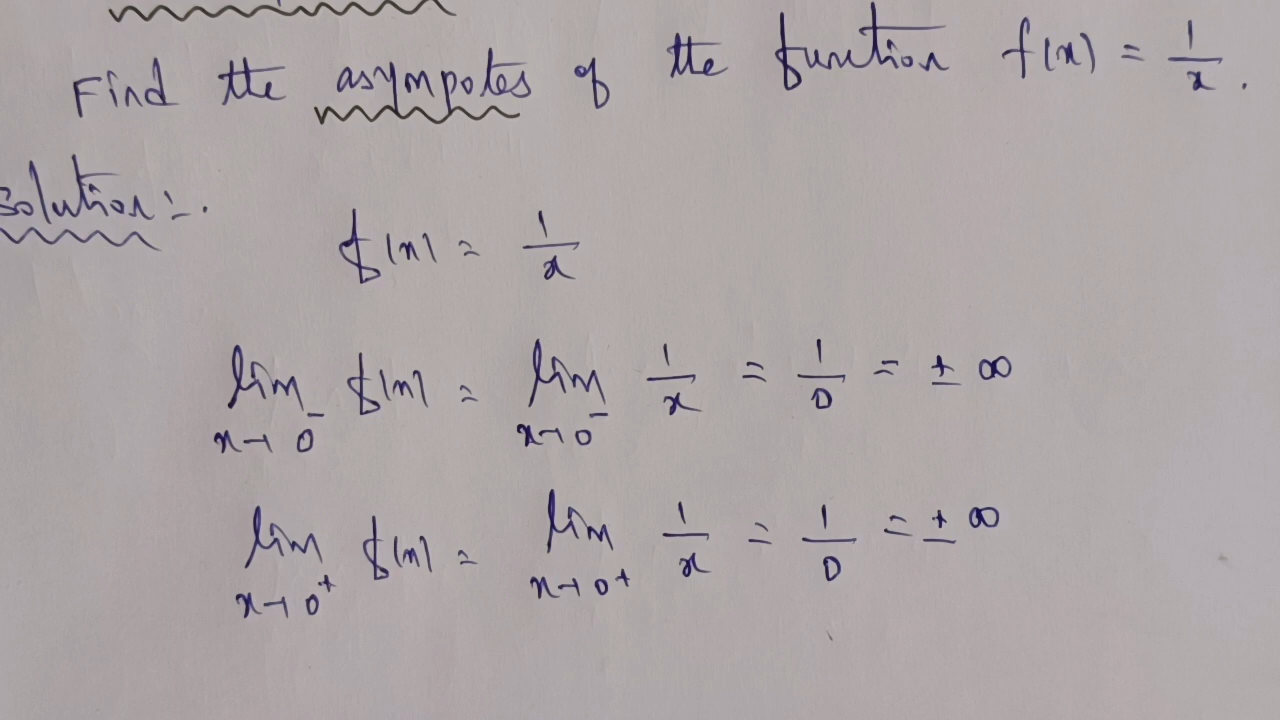 Find the asympotes of the function f(x) = 1/x.
Solution:-.
f(x) = 1/x
lim x→0⁻ f(x) = lim x→0⁻ 1/x = 1/0 = ± ∞
lim x→0⁺ f(x) = lim x→0⁺ 1/x = 1/0 = ± ∞